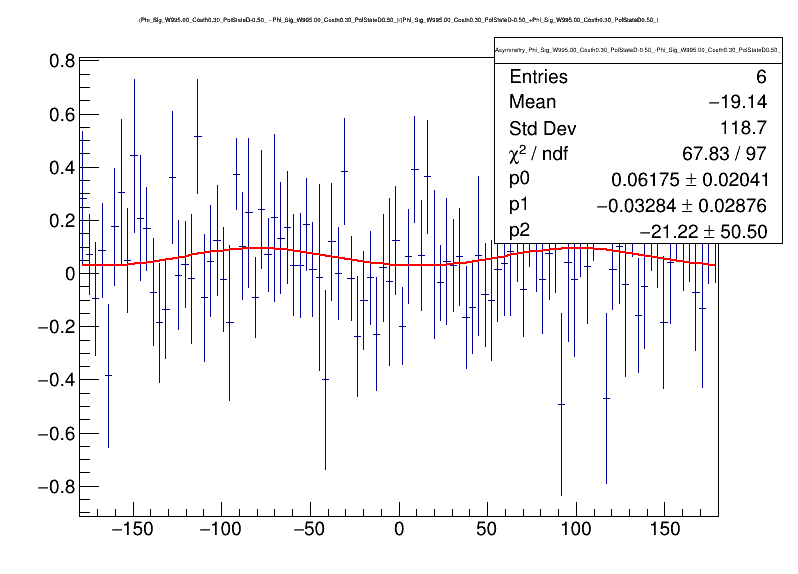 (Phi_Sig_W995.00_Costh0.30_PolStateD-0.50_ - Phi_Sig_W995.00_Costh0.30_PolStateD0.50_)/(Phi_Sig_W995.00_Costh0.30_PolStateD-0.50_+Phi_Sig_W995.00_Costh0.30_PolStateD0.50_)
Asymmetry_Phi_Sig_W995.00_Costh0.30_PolStateD-0.50_-Phi_Sig_W995.00_Costh0.30_PolStateD0.50_
Entries 6
Mean −19.14
Std Dev 118.7
χ² / ndf 67.83 / 97
p0 0.06175 ± 0.02041
p1 −0.03284 ± 0.02876
p2 −21.22 ± 50.50
0.8
0.6
0.4
0.2
0
−0.2
−0.4
−0.6
−0.8
−150 −100 −50 0 50 100 150